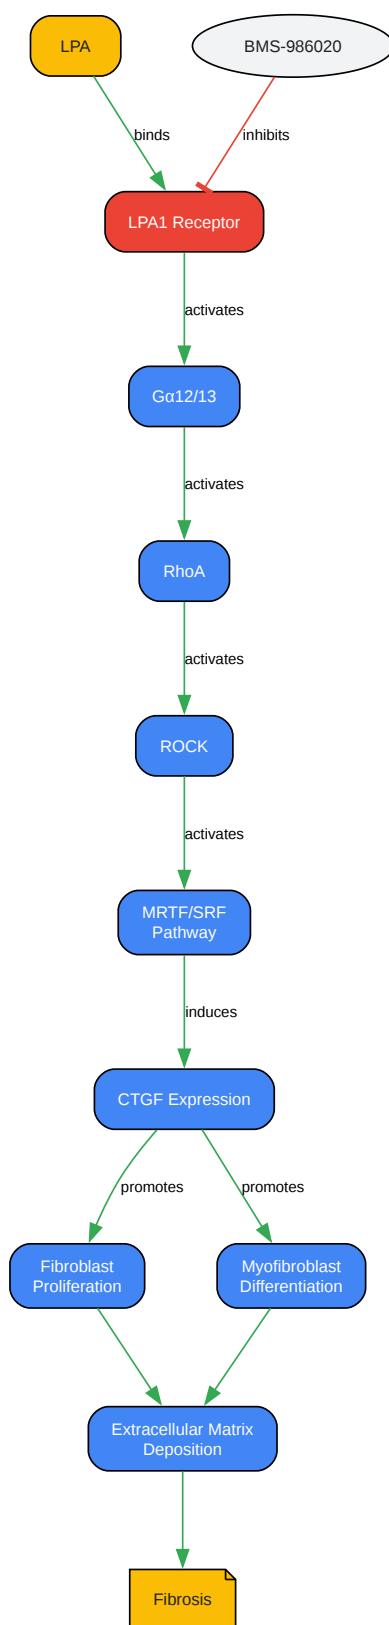 LPA
BMS-986020
binds
inhibits
LPA1 Receptor
activates
Gα12/13
activates
RhoA
activates
ROCK
activates
MRTF/SRF
Pathway
induces
CTGF Expression
promotes
promotes
Fibroblast
Proliferation
Myofibroblast
Differentiation
Extracellular Matrix
Deposition
Fibrosis